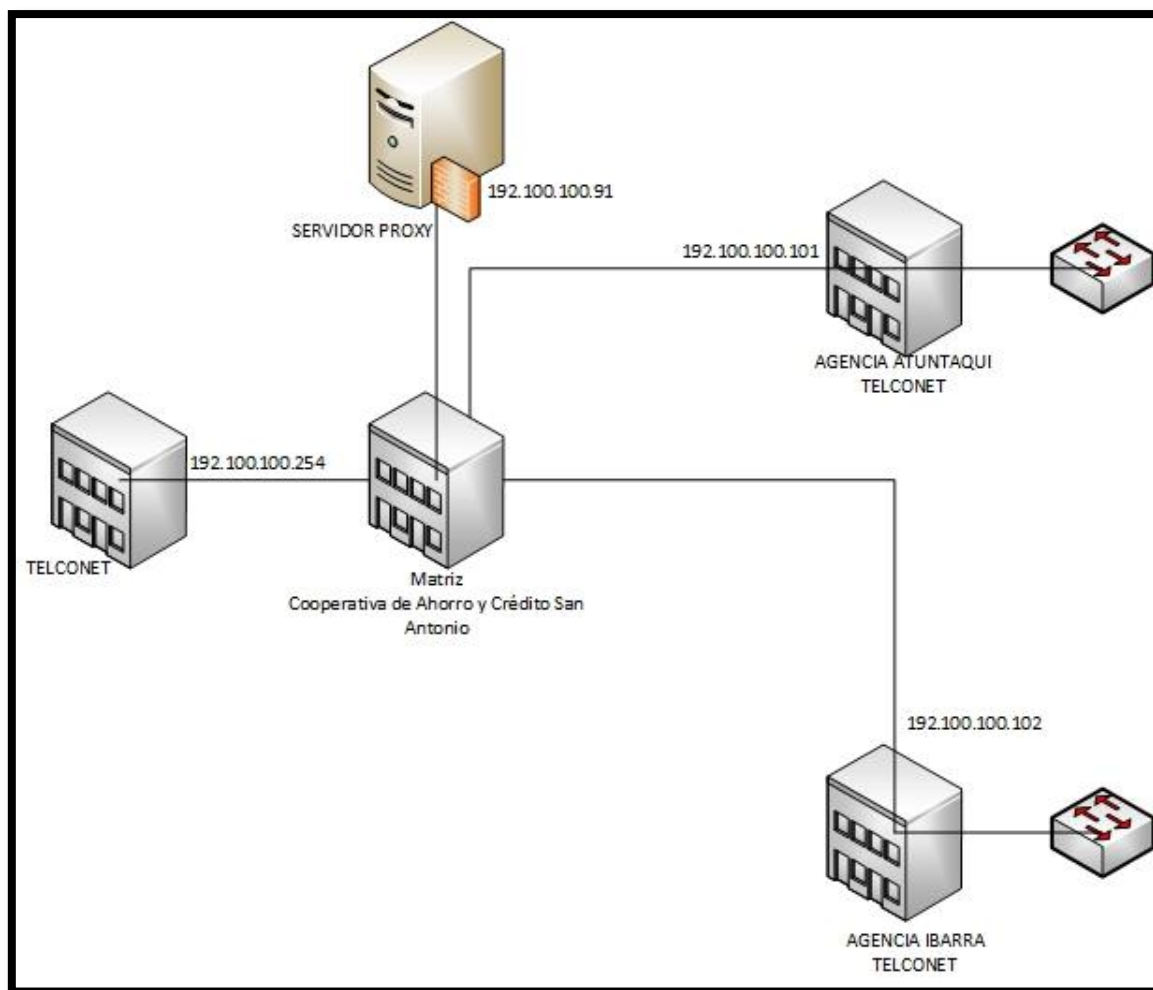 192.100.100.91
SERVIDOR PROXY
192.100.100.101
AGENCIA ATUNTAQUI
TELCONET
192.100.100.254
TELCONET
Matriz
Cooperativa de Ahorro y Crédito San
Antonio
192.100.100.102
AGENCIA IBARRA
TELCONET